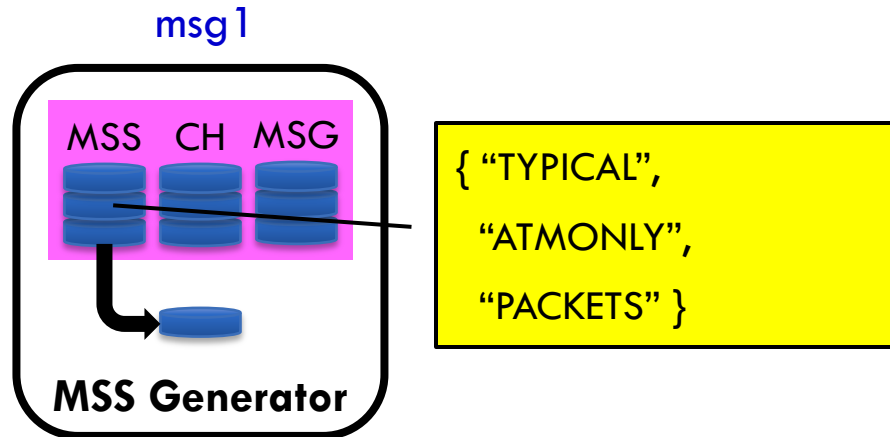 msg1
MSS CH MSG
{ “TYPICAL”,
“ATMONLY”,
“PACKETS” }
MSS Generator